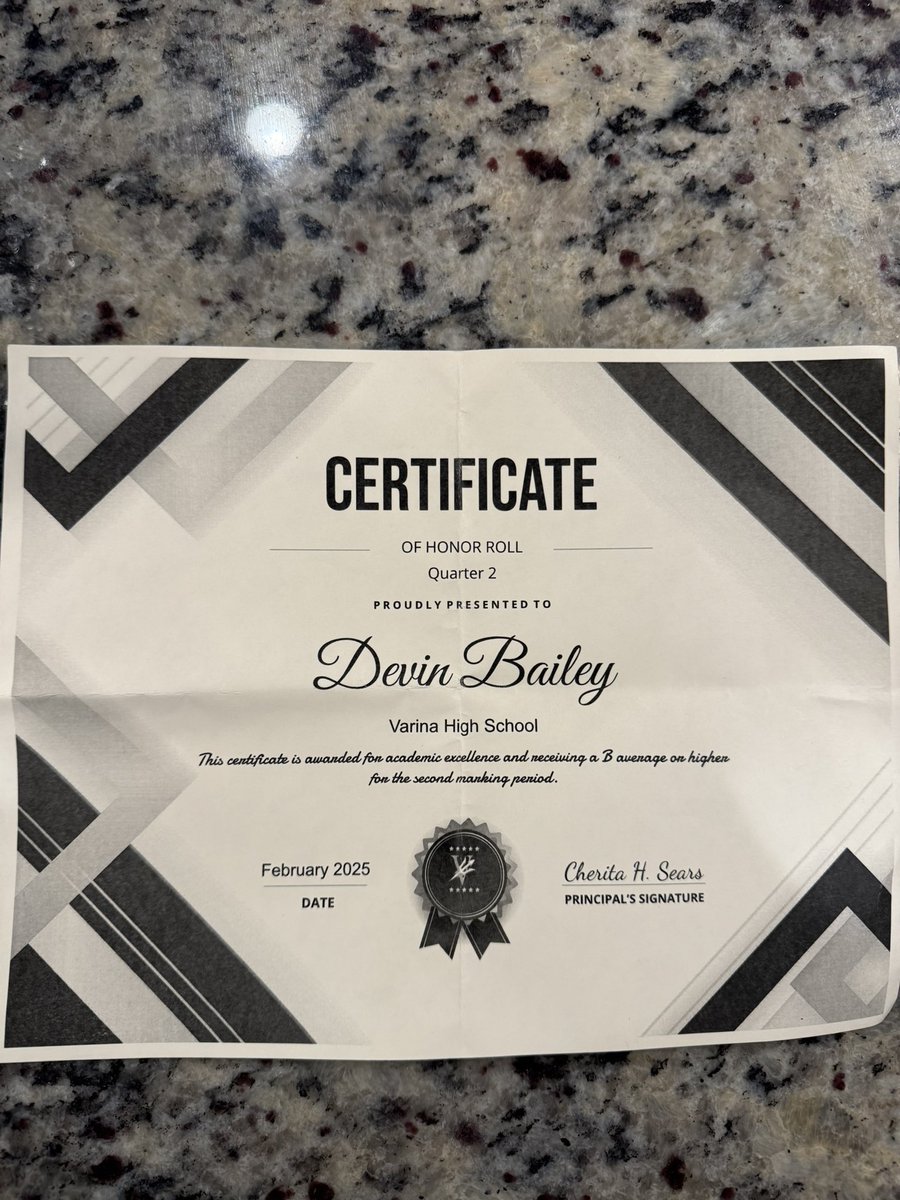 CERTIFICATE
OF HONOR ROLL
Quarter 2
PROUDLY PRESENTED TO
Devin Bailey
Varina High School
This certificate is awarded for academic excellence and receiving a B average or higher
for the second marking period.
February 2025
DATE
Cherita H. Sears
PRINCIPAL'S SIGNATURE